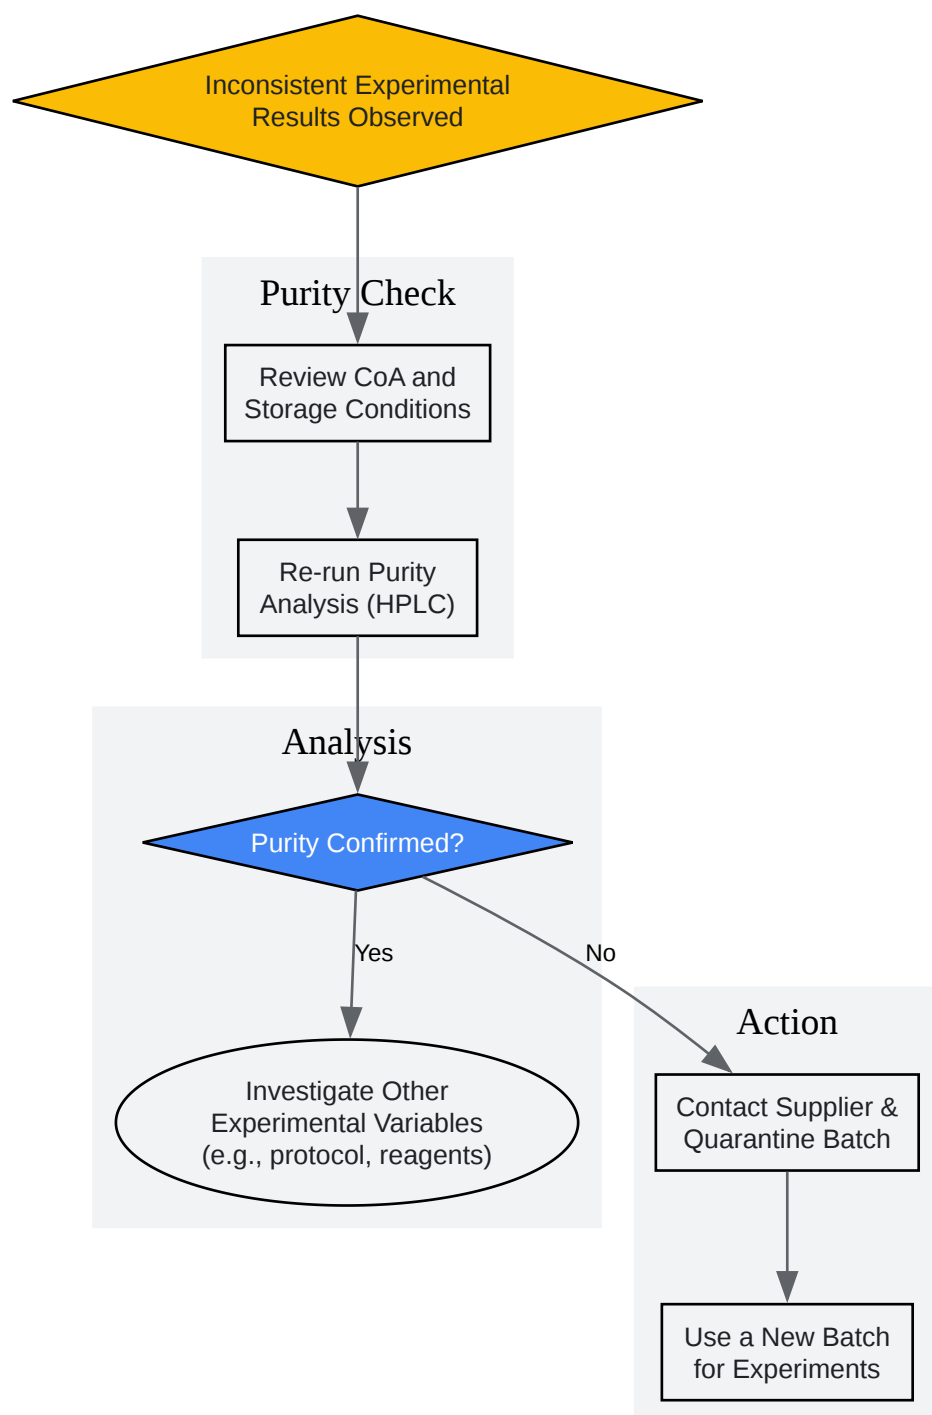 Inconsistent Experimental
Results Observed
Purity Check
Review CoA and
Storage Conditions
Re-run Purity
Analysis (HPLC)
Analysis
Purity Confirmed?
Yes
No
Investigate Other
Experimental Variables
(e.g., protocol, reagents)
Action
Contact Supplier &
Quarantine Batch
Use a New Batch
for Experiments